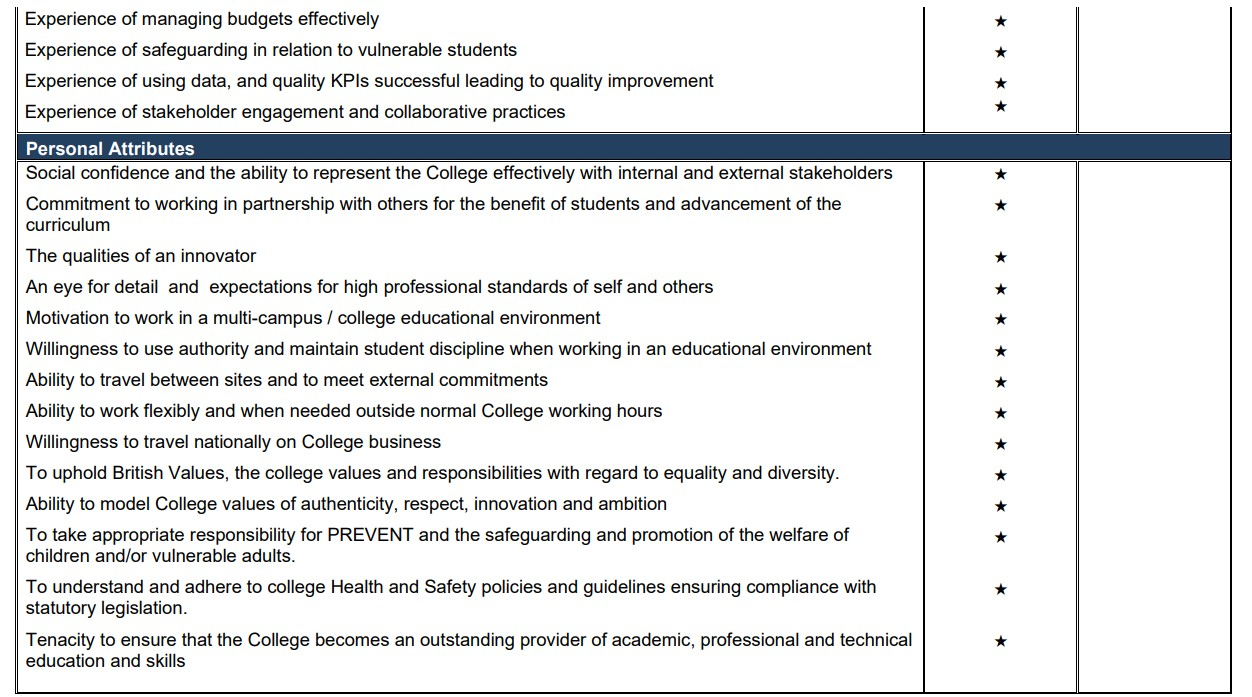 Experience of managing budgets effectively ★
Experience of safeguarding in relation to vulnerable students ★
Experience of using data, and quality KPIs successful leading to quality improvement ★
Experience of stakeholder engagement and collaborative practices ★
Personal Attributes
Social confidence and the ability to represent the College effectively with internal and external stakeholders ★
Commitment to working in partnership with others for the benefit of students and advancement of the ★
curriculum
The qualities of an innovator ★
An eye for detail  and  expectations for high professional standards of self and others ★
Motivation to work in a multi-campus / college educational environment ★
Willingness to use authority and maintain student discipline when working in an educational environment ★
Ability to travel between sites and to meet external commitments ★
Ability to work flexibly and when needed outside normal College working hours ★
Willingness to travel nationally on College business ★
To uphold British Values, the college values and responsibilities with regard to equality and diversity. ★
Ability to model College values of authenticity, respect, innovation and ambition ★
To take appropriate responsibility for PREVENT and the safeguarding and promotion of the welfare of ★
children and/or vulnerable adults.
To understand and adhere to college Health and Safety policies and guidelines ensuring compliance with ★
statutory legislation.
Tenacity to ensure that the College becomes an outstanding provider of academic, professional and technical ★
education and skills